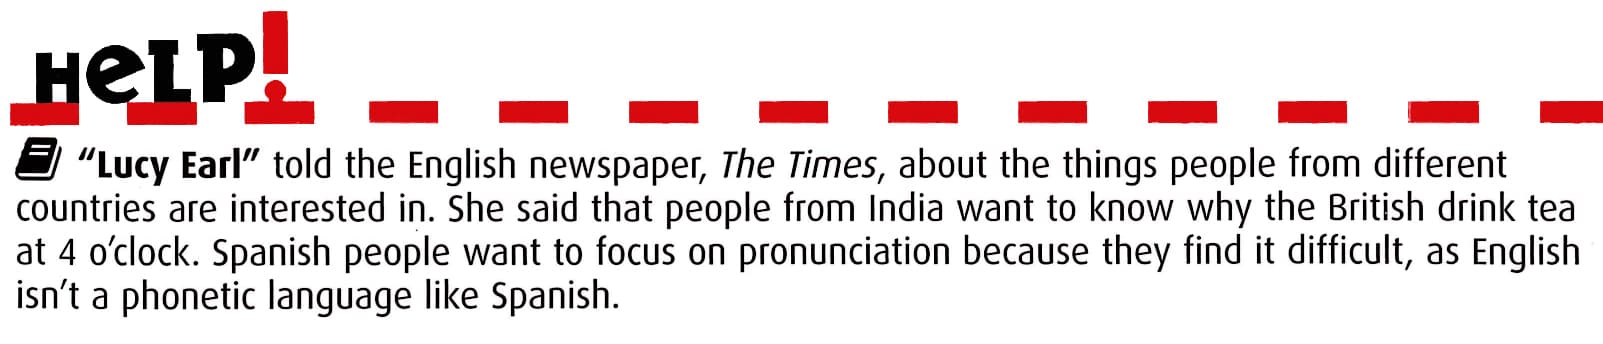 HeLP!
“Lucy Earl” told the English newspaper, The Times, about the things people from different
countries are interested in. She said that people from India want to know why the British drink tea
at 4 o’clock. Spanish people want to focus on pronunciation because they find it difficult, as English
isn’t a phonetic language like Spanish.